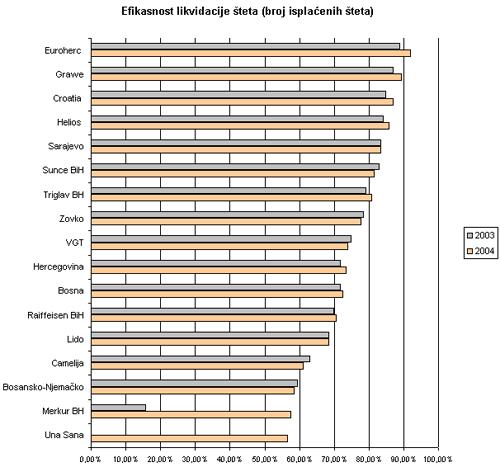 Efikasnost likvidacije šteta (broj isplaćenih šteta)
Euroherc
Grawe
Croatia
Helios
Sarajevo
Sunce BiH
Triglav BH
Zovko
VGT
Hercegovina
Bosna
Raiffeisen BiH
Lido
Camelija
Bosansko-Njemačko
Merkur BH
Una Sana
2003
2004
0,00% 10,00% 20,00% 30,00% 40,00% 50,00% 60,00% 70,00% 80,00% 90,00% 100,00%